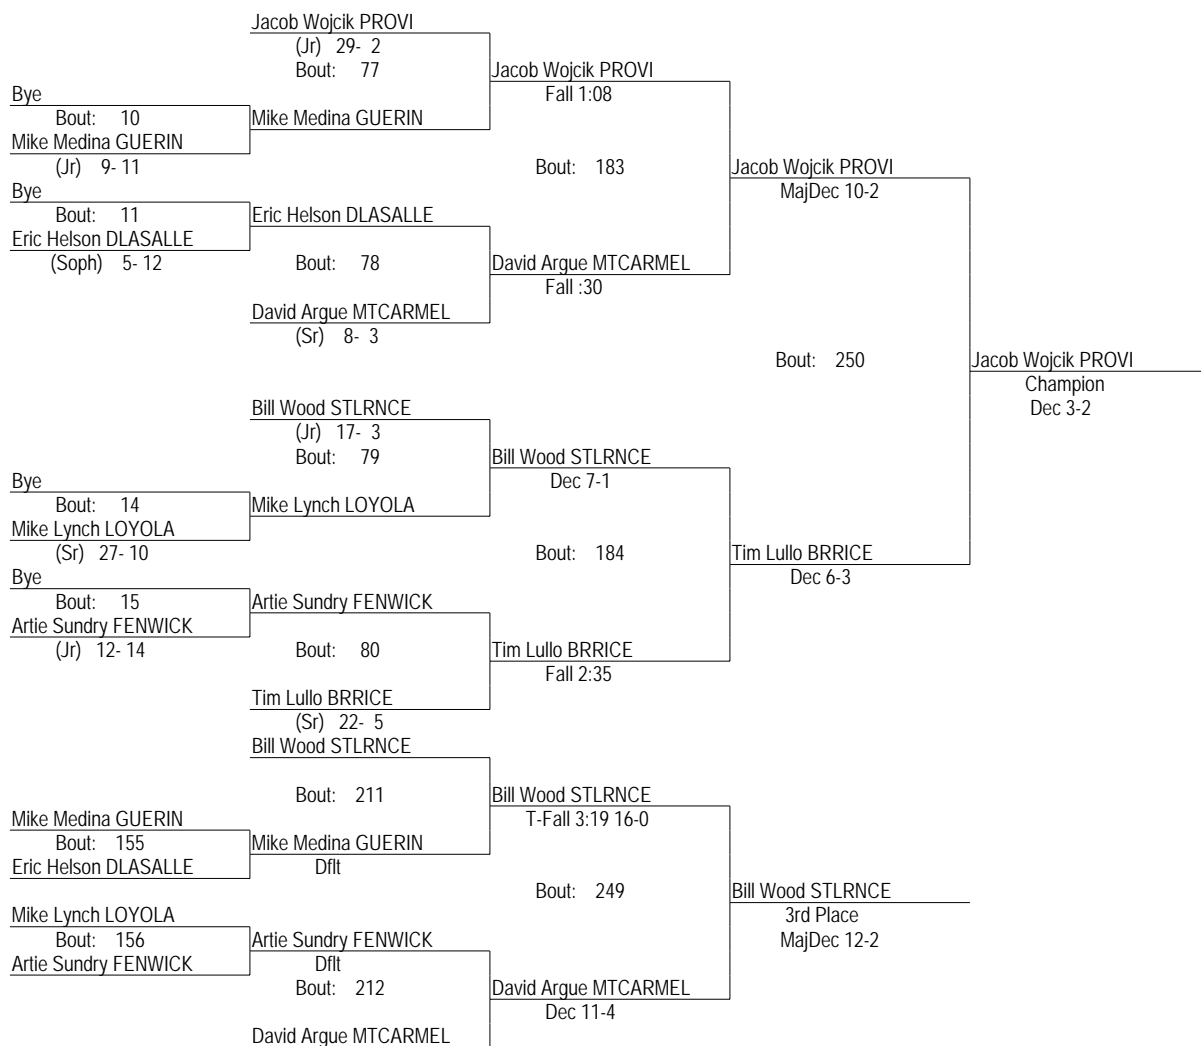 Jacob Wojcik PROVI
(Jr) 29- 2
Bout: 77
Jacob Wojcik PROVI
Fall 1:08
Bye
Bout: 10
Mike Medina GUERIN
Mike Medina GUERIN
(Jr) 9- 11
Bout: 183
Jacob Wojcik PROVI
MajDec 10-2
Bye
Bout: 11
Eric Helson DLASALLE
Eric Helson DLASALLE
(Soph) 5- 12
Bout: 78
David Argue MTCARMEL
Fall :30
David Argue MTCARMEL
(Sr) 8- 3
Bout: 250
Jacob Wojcik PROVI
Champion
Dec 3-2
Bill Wood STLRNCE
(Jr) 17- 3
Bout: 79
Bill Wood STLRNCE
Dec 7-1
Bye
Bout: 14
Mike Lynch LOYOLA
Mike Lynch LOYOLA
(Sr) 27- 10
Bout: 184
Tim Lullo BRRICE
Dec 6-3
Bye
Bout: 15
Artie Sundry FENWICK
Artie Sundry FENWICK
(Jr) 12- 14
Bout: 80
Tim Lullo BRRICE
Fall 2:35
Tim Lullo BRRICE
(Sr) 22- 5
Bill Wood STLRNCE
Bout: 211
Bill Wood STLRNCE
T-Fall 3:19 16-0
Mike Medina GUERIN
Bout: 155
Mike Medina GUERIN
Eric Helson DLASALLE
Dflt
Bout: 249
Bill Wood STLRNCE
3rd Place
MajDec 12-2
Mike Lynch LOYOLA
Bout: 156
Artie Sundry FENWICK
Artie Sundry FENWICK
Dflt
Bout: 212
David Argue MTCARMEL
Dec 11-4
David Argue MTCARMEL